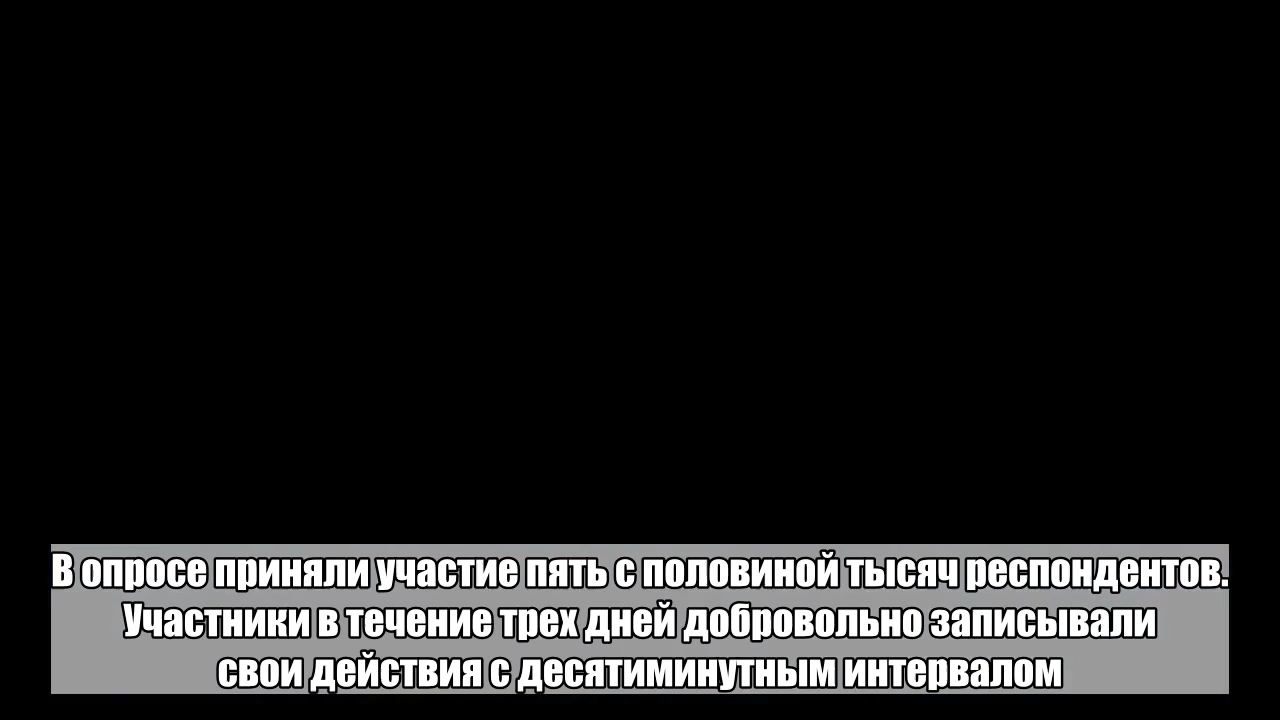 В опросе приняли участие пять с половиной тысяч респондентов.
Участники в течение трех дней добровольно записывали
свои действия с десятиминутным интервалом